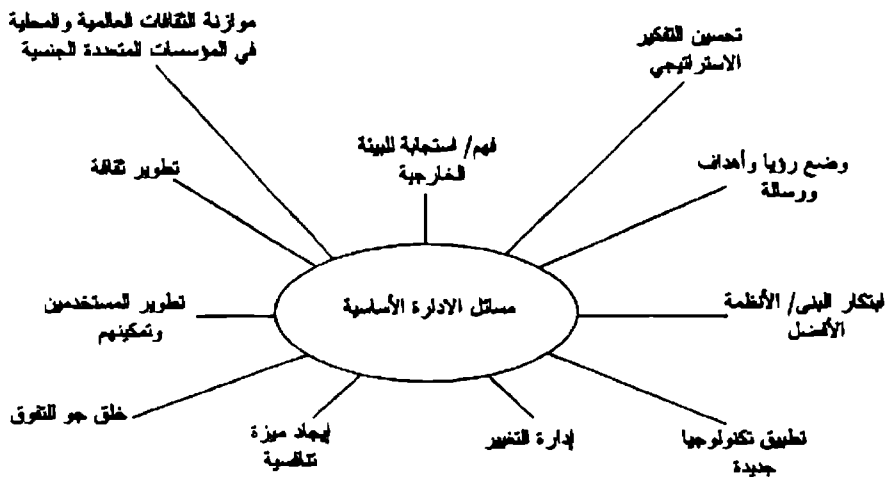 موازنة الثقافات العالمية والمحلية
في المؤسسات المتعددة الجنسية
تحسين التفكير
الاستراتيجي
فهم/ استجابة للبيئة
الخارجية
تطوير ثقافة
وضع رؤيا وأهداف
ورسالة
مسائل الادارة الأساسية
تطوير المستخدمين
وتمكينهم
ابتكار البنى/ الأنظمة
الأفضل
خلق جو للتفوق
إيجاد ميزة
تنافسية
إدارة التغيير
تطبيق تكنولوجيا
جديدة